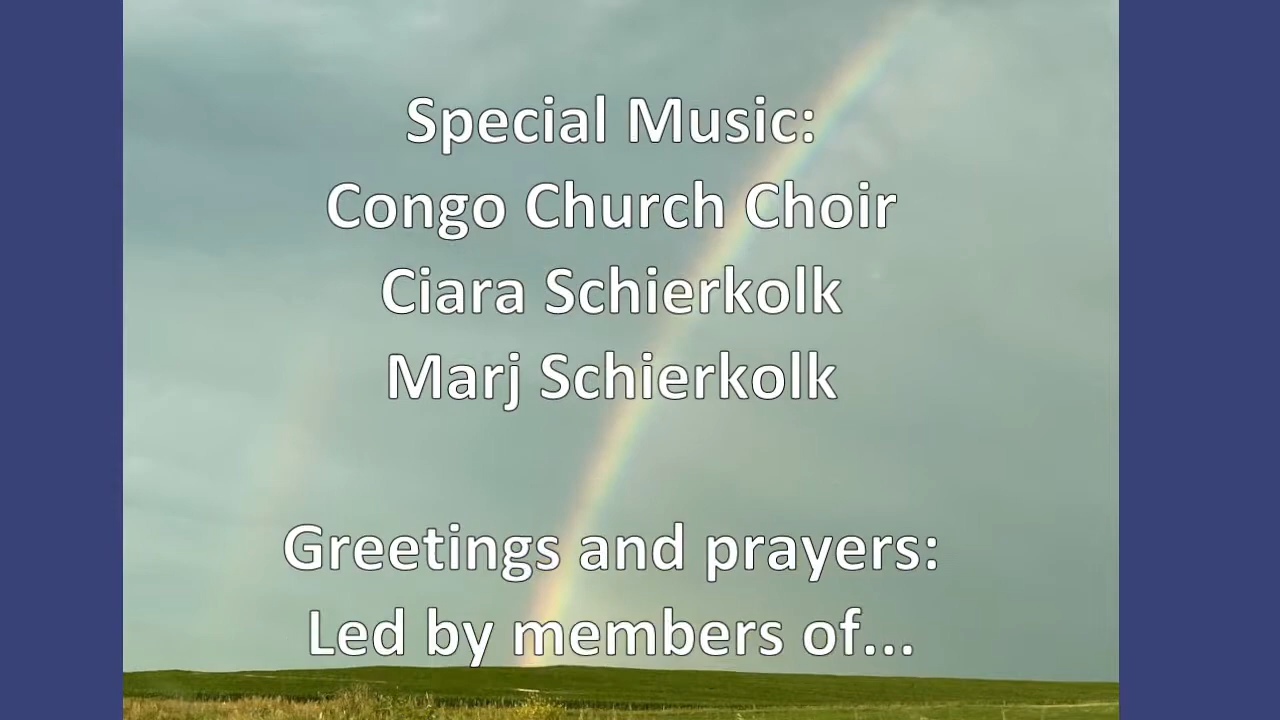 Special Music:
Congo Church Choir
Ciara Schierkolk
Marj Schierkolk
Greetings and prayers:
Led by members of...